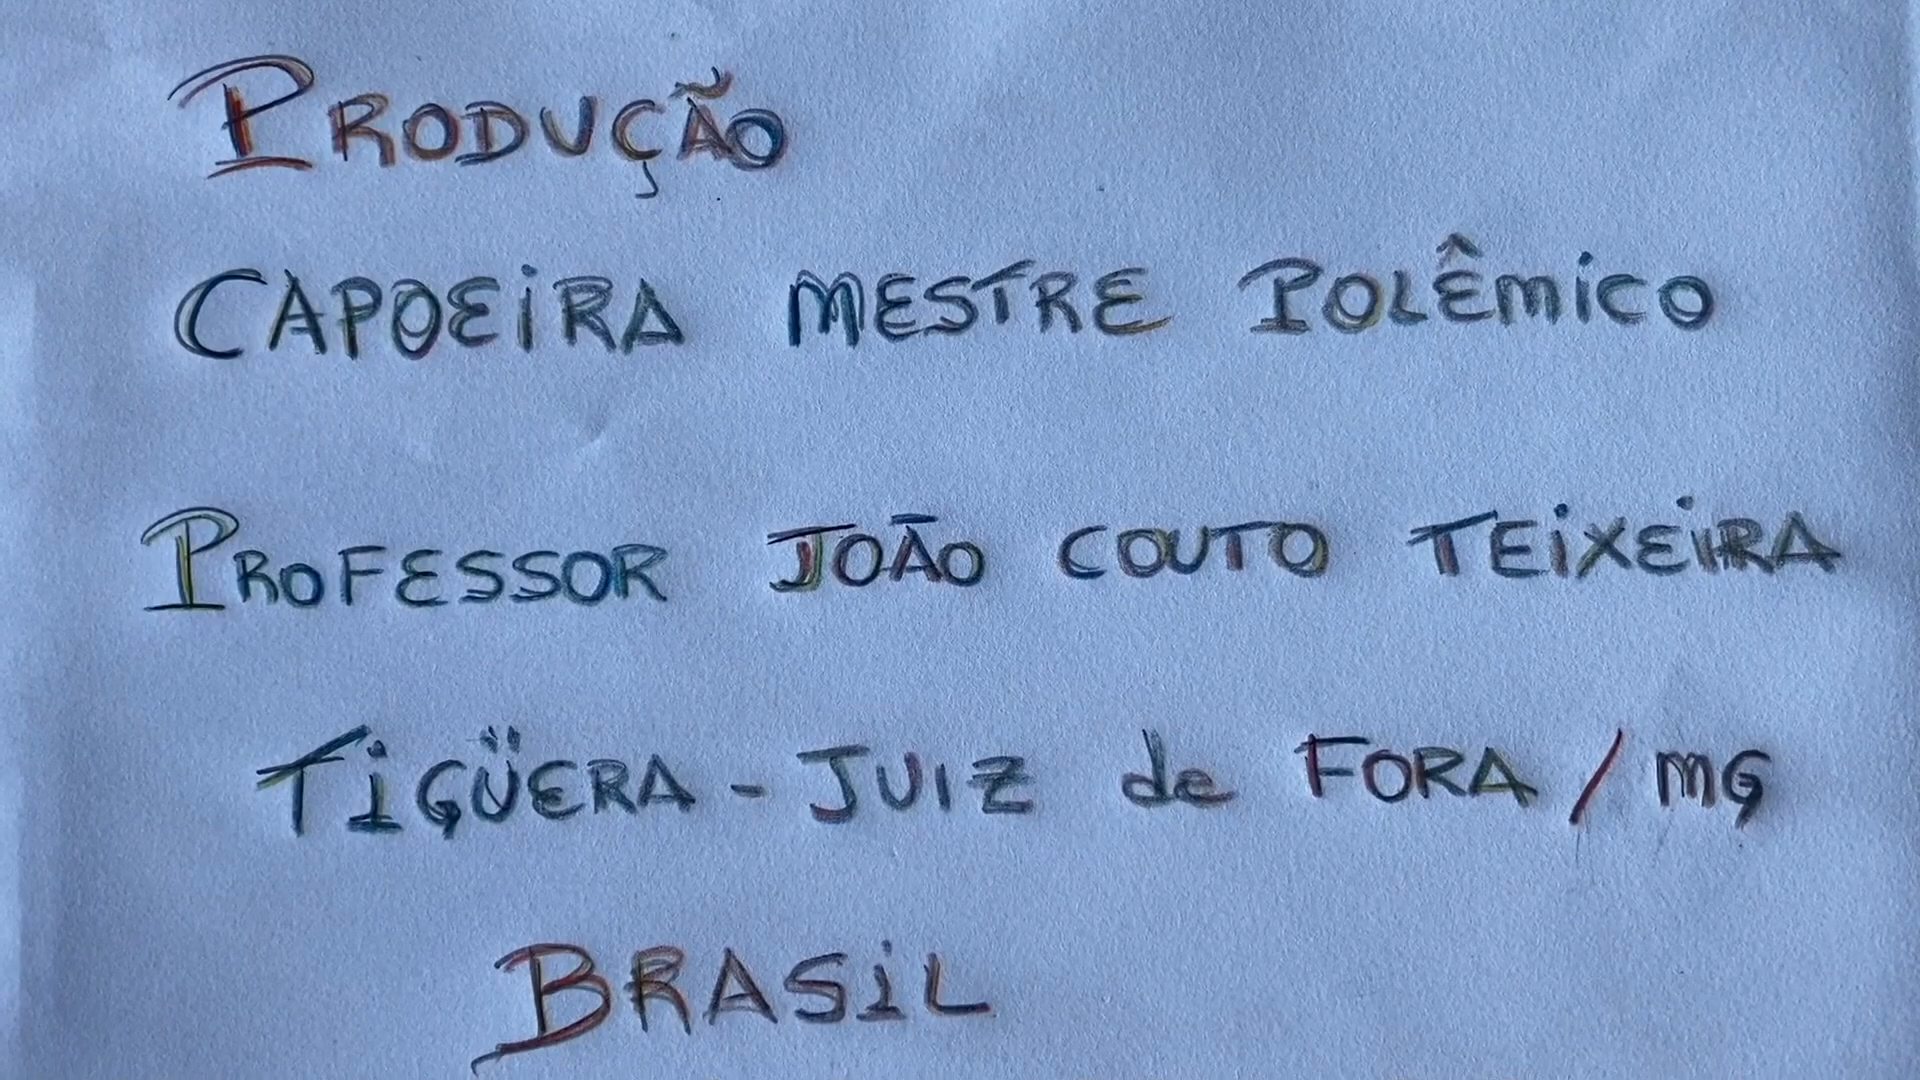 PRODUÇÃO
CAPOEiRA MESTRE POLÊMiCO
PROFESSOR JOÃO COUTO TEiXEiRA
TiGÜERA - JUIZ de FORA / MG
BRASiL